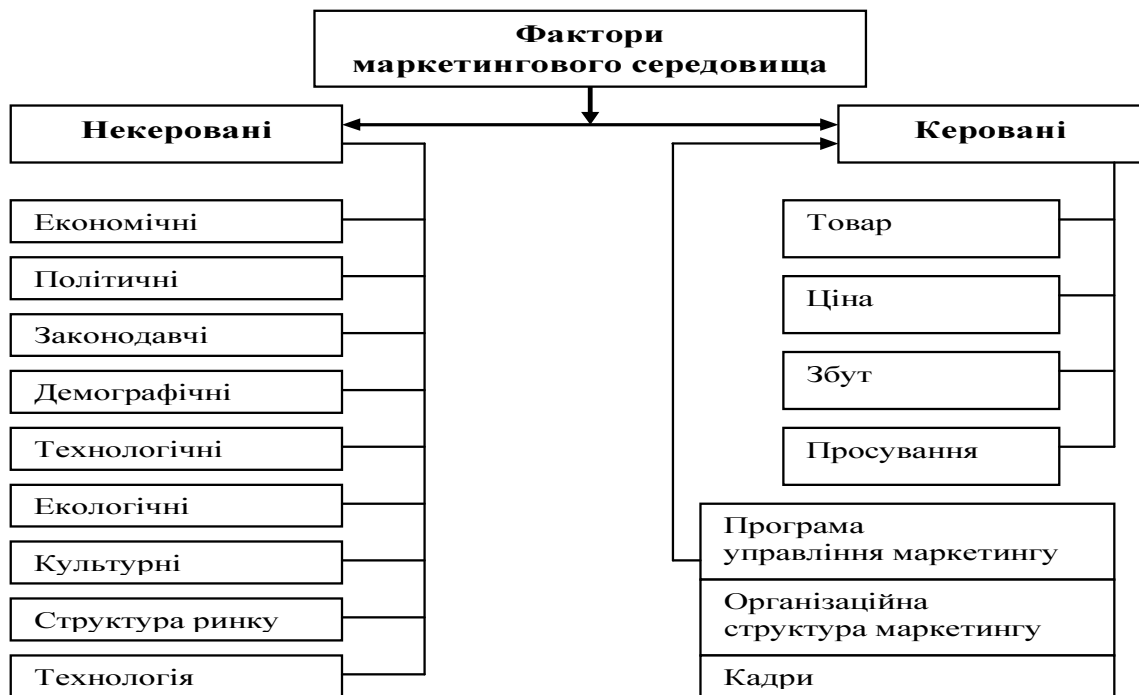 Фактори
маркетингового середовища
Некеровані
Керовані
Економічні
Політичні
Законодавчі
Демографічні
Технологічні
Екологічні
Культурні
Структура ринку
Технологія
Товар
Ціна
Збут
Просування
Програма
управління маркетингу
Організаційна
структура маркетингу
Кадри